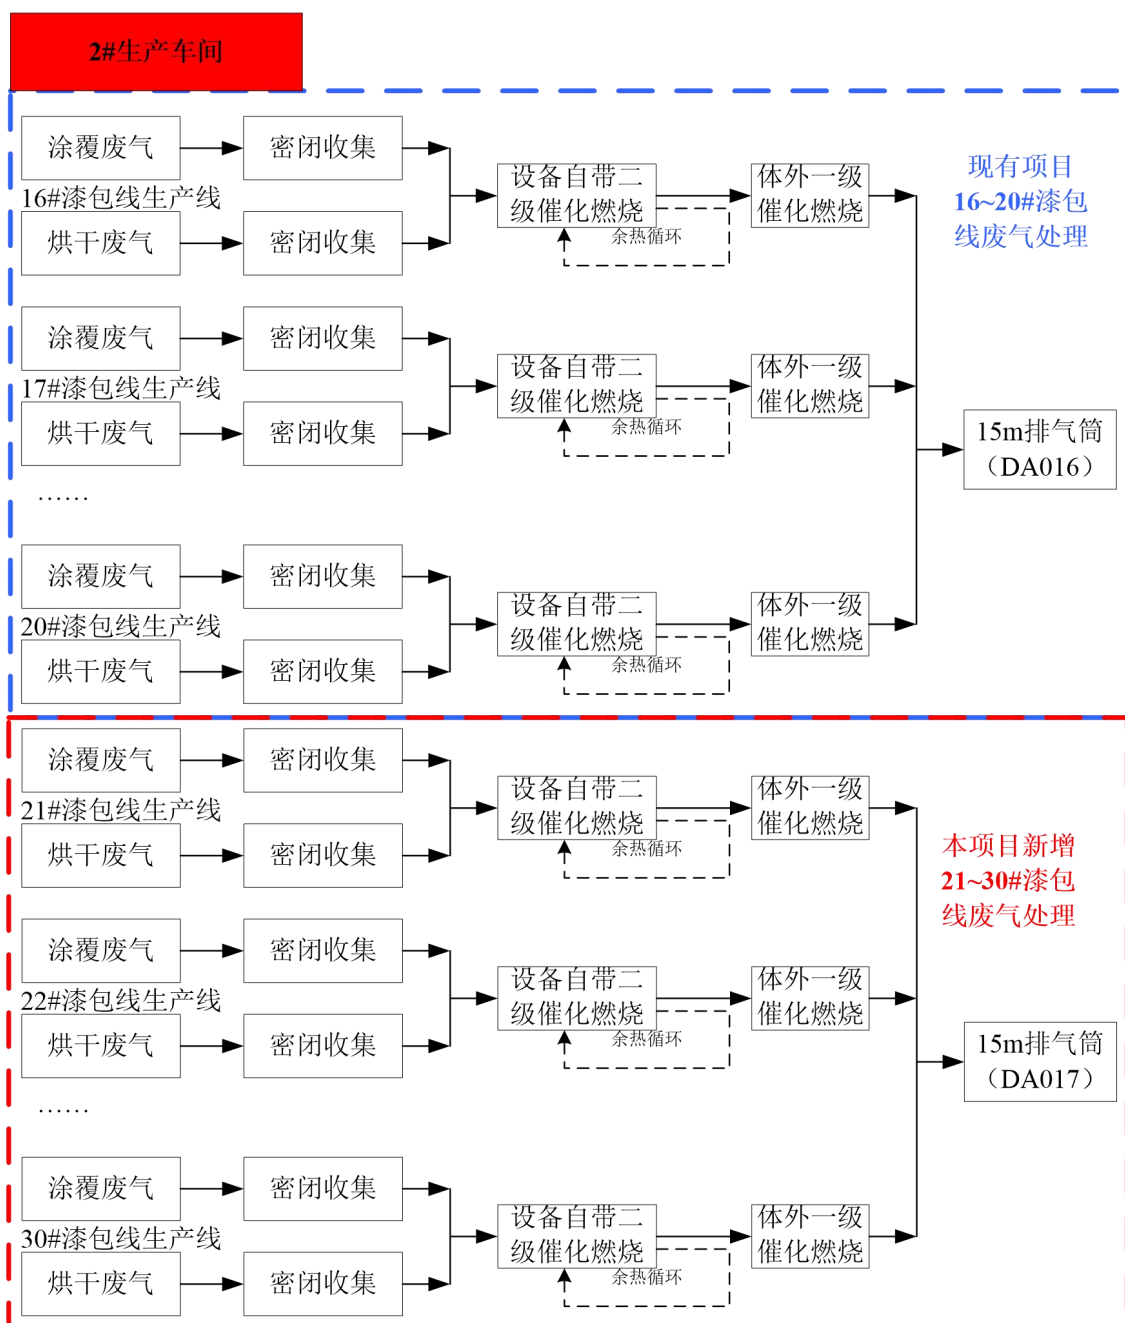 2#生产车间
涂覆废气
密闭收集
16#漆包线生产线
烘干废气
密闭收集
设备自带二
级催化燃烧
余热循环
体外一级
催化燃烧
现有项目
16~20#漆包
线废气处理
涂覆废气
密闭收集
17#漆包线生产线
烘干废气
密闭收集
设备自带二
级催化燃烧
余热循环
体外一级
催化燃烧
15m排气筒
（DA016）
……
涂覆废气
密闭收集
20#漆包线生产线
烘干废气
密闭收集
设备自带二
级催化燃烧
余热循环
体外一级
催化燃烧
涂覆废气
密闭收集
21#漆包线生产线
烘干废气
密闭收集
设备自带二
级催化燃烧
余热循环
体外一级
催化燃烧
本项目新增
21~30#漆包
线废气处理
涂覆废气
密闭收集
22#漆包线生产线
烘干废气
密闭收集
设备自带二
级催化燃烧
余热循环
体外一级
催化燃烧
15m排气筒
（DA017）
……
涂覆废气
密闭收集
30#漆包线生产线
烘干废气
密闭收集
设备自带二
级催化燃烧
余热循环
体外一级
催化燃烧